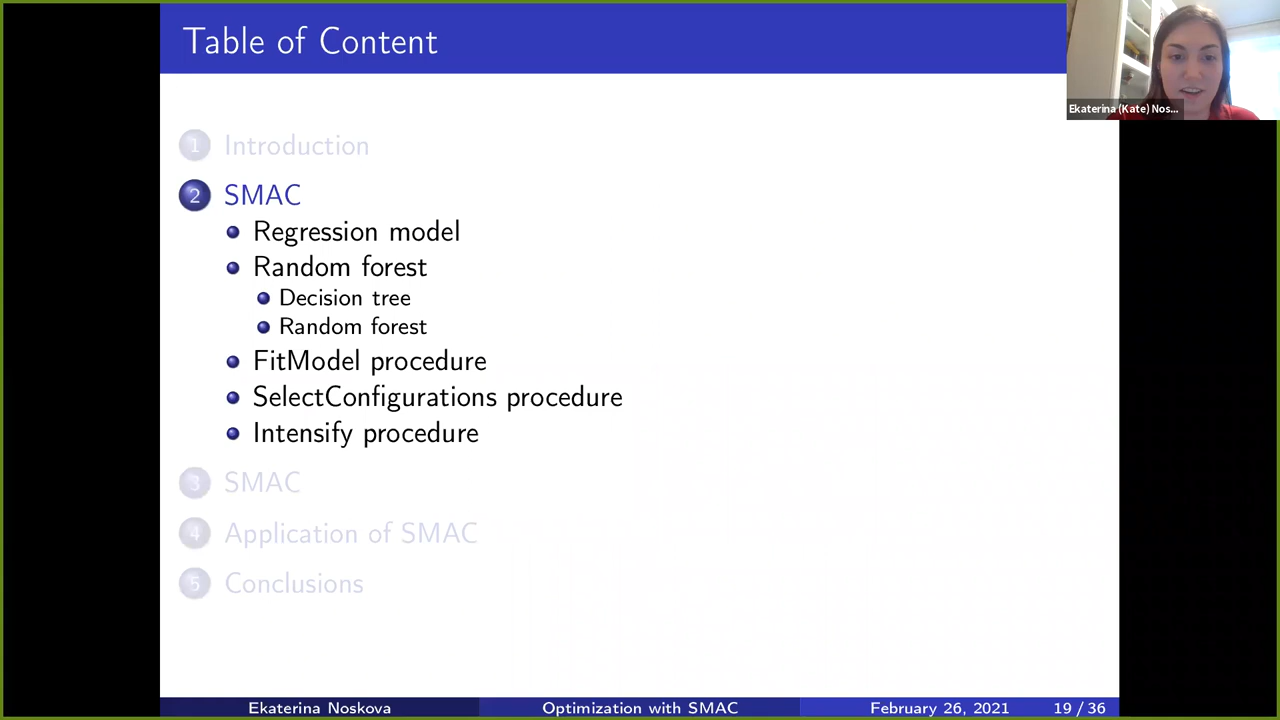 Table of Content
Ekaterina (Kate) Nos...
1 Introduction
2 SMAC
Regression model
Random forest
Decision tree
Random forest
FitModel procedure
SelectConfigurations procedure
Intensify procedure
3 SMAC
4 Application of SMAC
5 Conclusions
Ekaterina Noskova Optimization with SMAC February 26, 2021 19 / 36